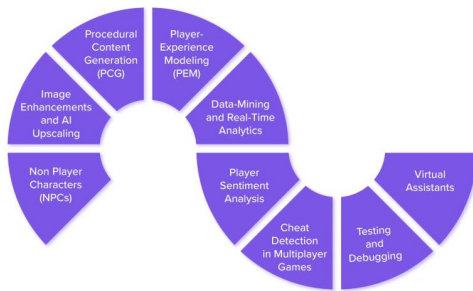 Non Player
Characters
(NPCs)
Image
Enhancements
and AI
Upscaling
Procedural
Content
Generation
(PCG)
Player-
Experience
Modeling
(PEM)
Data-Mining
and Real-Time
Analytics
Player
Sentiment
Analysis
Cheat
Detection
in Multiplayer
Games
Testing
and
Debugging
Virtual
Assistants